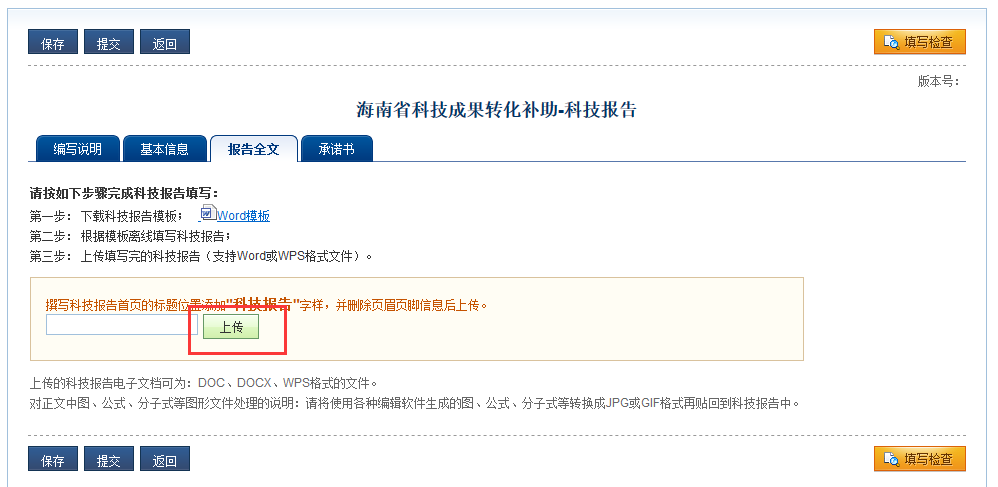 保存 提交 返回 填写检查
版本号：
海南省科技成果转化补助-科技报告
编写说明 基本信息 报告全文 承诺书
请按如下步骤完成科技报告填写：
第一步：下载科技报告模板； Word模板
第二步：根据模板离线填写科技报告；
第三步：上传填写完的科技报告（支持Word或WPS格式文件）。
撰写科技报告首页的标题位置添加"科技报告"字样，并删除页眉页脚信息后上传。
上传
上传的科技报告电子文档可为：DOC、DOCX、WPS格式的文件。
对正文中图、公式、分子式等图形文件处理的说明：请将使用各种编辑软件生成的图、公式、分子式等转换成JPG或GIF格式再贴回到科技报告中。
保存 提交 返回 填写检查